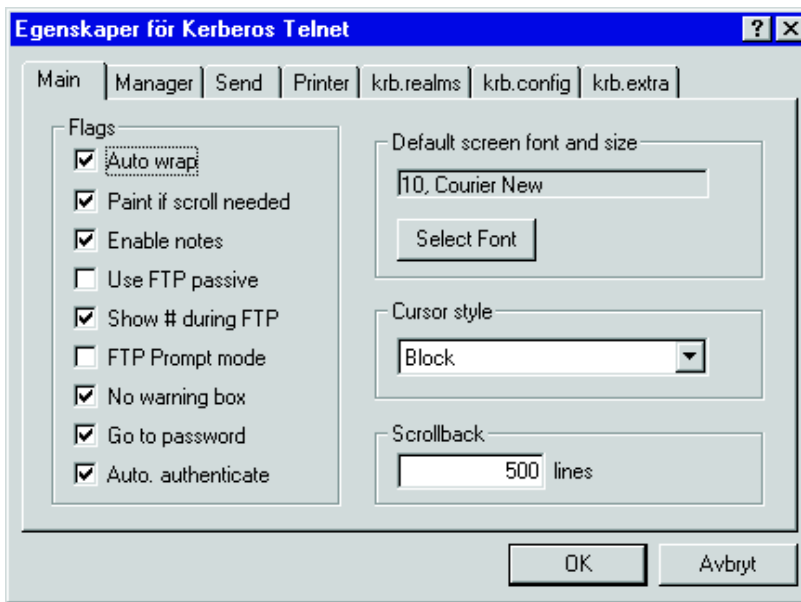 Egenskaper för Kerberos Telnet
Main Manager Send Printer krb.realms krb.config krb.extra
Flags
Auto wrap
Paint if scroll needed
Enable notes
Use FTP passive
Show # during FTP
FTP Prompt mode
No warning box
Go to password
Auto. authenticate
Default screen font and size
10, Courier New
Select Font
Cursor style
Block
Scrollback
500 lines
OK Avbryt